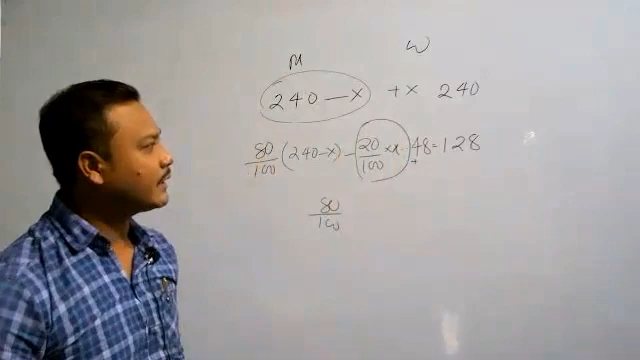 M W
240 — x + x 240
80/100 (240 - x) - 20/100 × x + 48 = 128
80/100